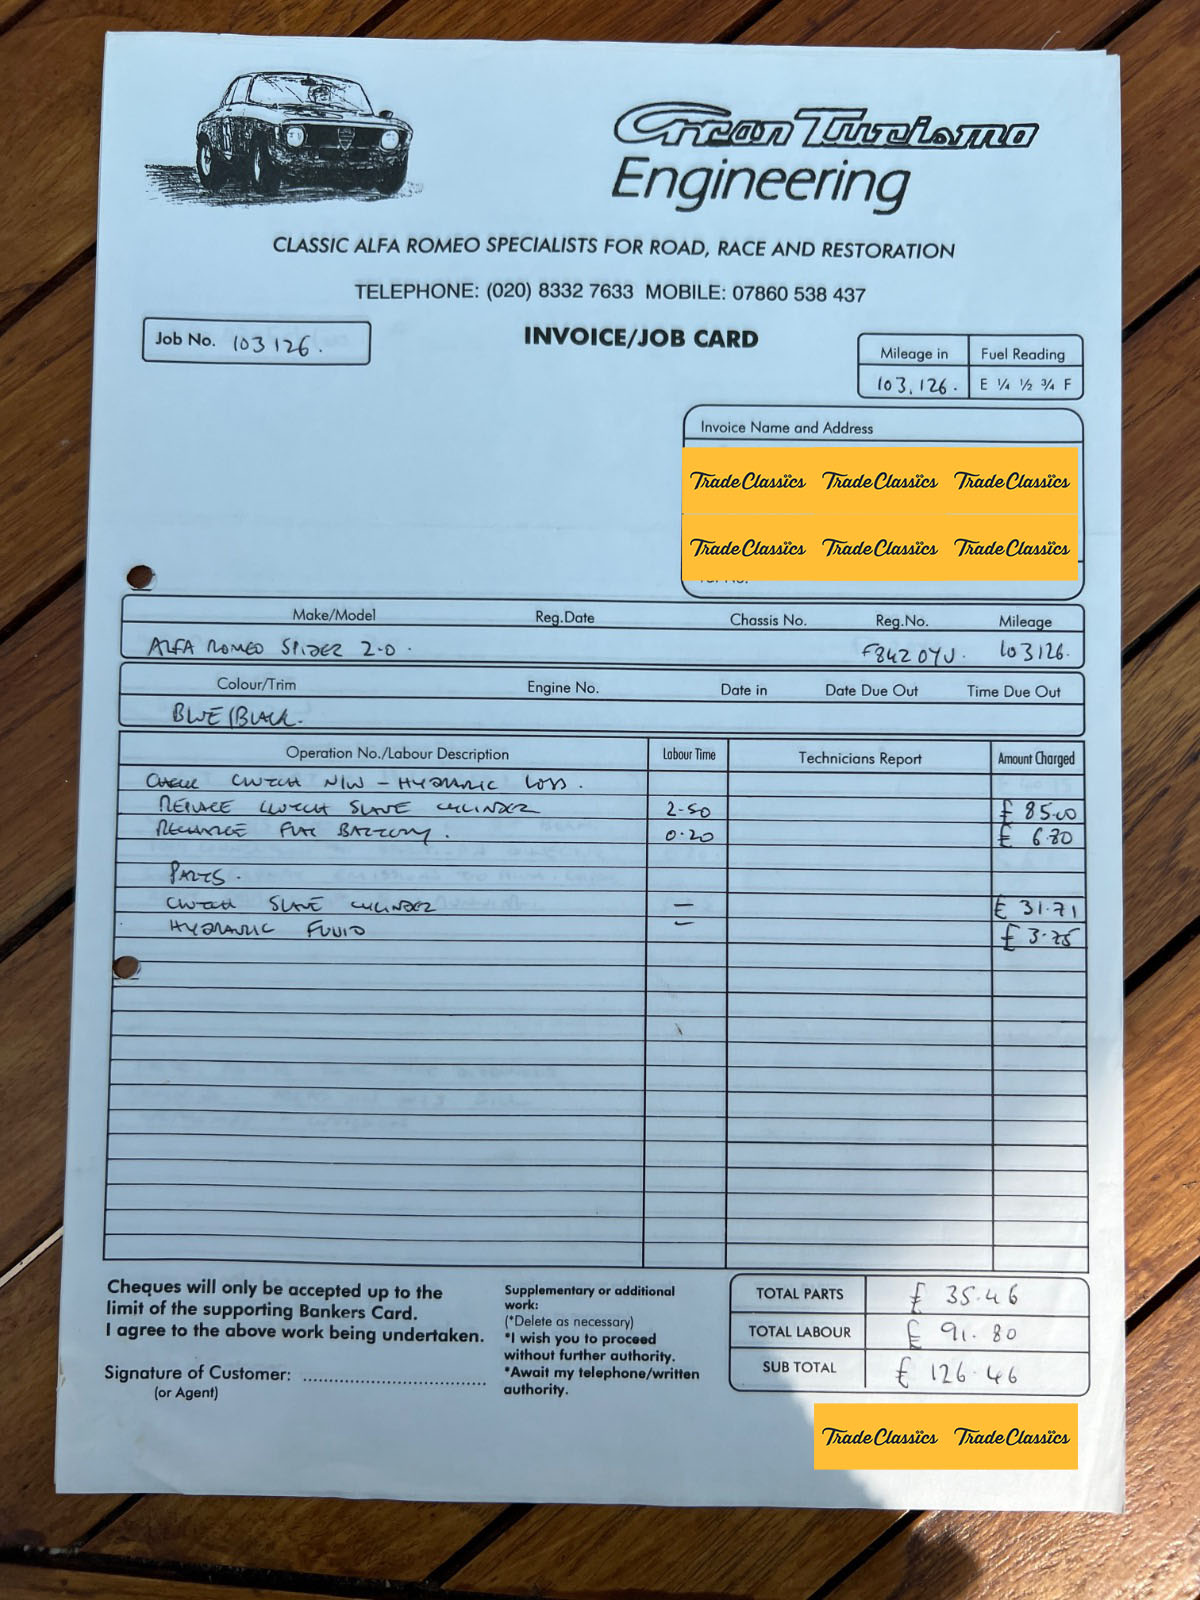 Gran Turismo
Engineering
CLASSIC ALFA ROMEO SPECIALISTS FOR ROAD, RACE AND RESTORATION
TELEPHONE: (020) 8332 7633 MOBILE: 07860 538 437
Job No. 103126.
INVOICE/JOB CARD
Mileage in Fuel Reading
103,126. E ¼ ½ ¾ F
Invoice Name and Address
TradeClassics TradeClassics TradeClassics
TradeClassics TradeClassics TradeClassics
Make/Model Reg.Date Chassis No. Reg.No. Mileage
ALFA ROMEO SPIDER 2.0. F842 OYU. 103126.
Colour/Trim Engine No. Date in Date Due Out Time Due Out
BLUE/BLACK.
Operation No./Labour Description Labour Time Technicians Report Amount Charged
CHECK CLUTCH N/W - HYDRAULIC LOSS.
REPLACE CLUTCH SLAVE CYLINDER 2.50 £ 85.00
RECHARGE FLAT BATTERY. 0.20 £ 6.80
PARTS.
CLUTCH SLAVE CYLINDER — £ 31.71
HYDRAULIC FLUID — £ 3.75
Cheques will only be accepted up to the
limit of the supporting Bankers Card.
I agree to the above work being undertaken.
Signature of Customer:
(or Agent)
Supplementary or additional
work:
(*Delete as necessary)
*I wish you to proceed
without further authority.
*Await my telephone/written
authority.
TOTAL PARTS £ 35.46
TOTAL LABOUR £ 91.80
SUB TOTAL £ 126.46
TradeClassics TradeClassics